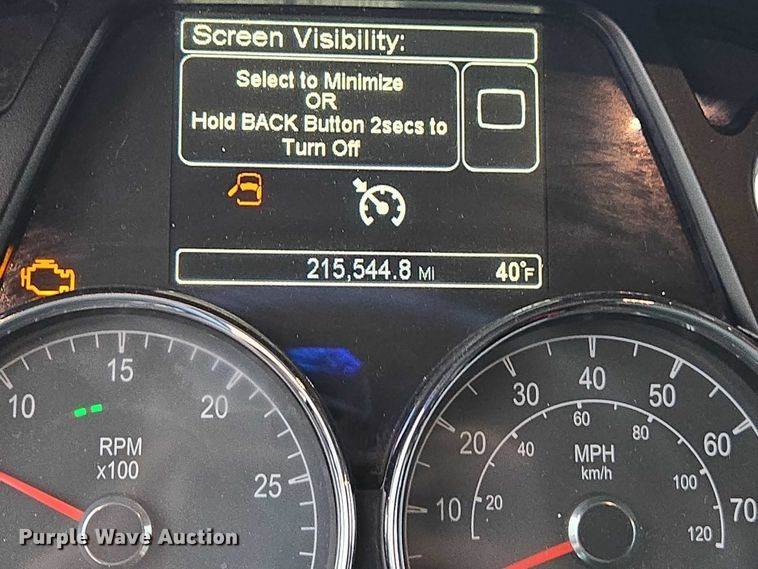 Screen Visibility:
Select to Minimize
OR
Hold BACK Button 2secs to
Turn Off
215,544.8 MI 40°F
10 15 20 25
RPM
x100
10 20 30 40 50 60 70
20 40 60 80 100 120
MPH
km/h
Purple Wave Auction